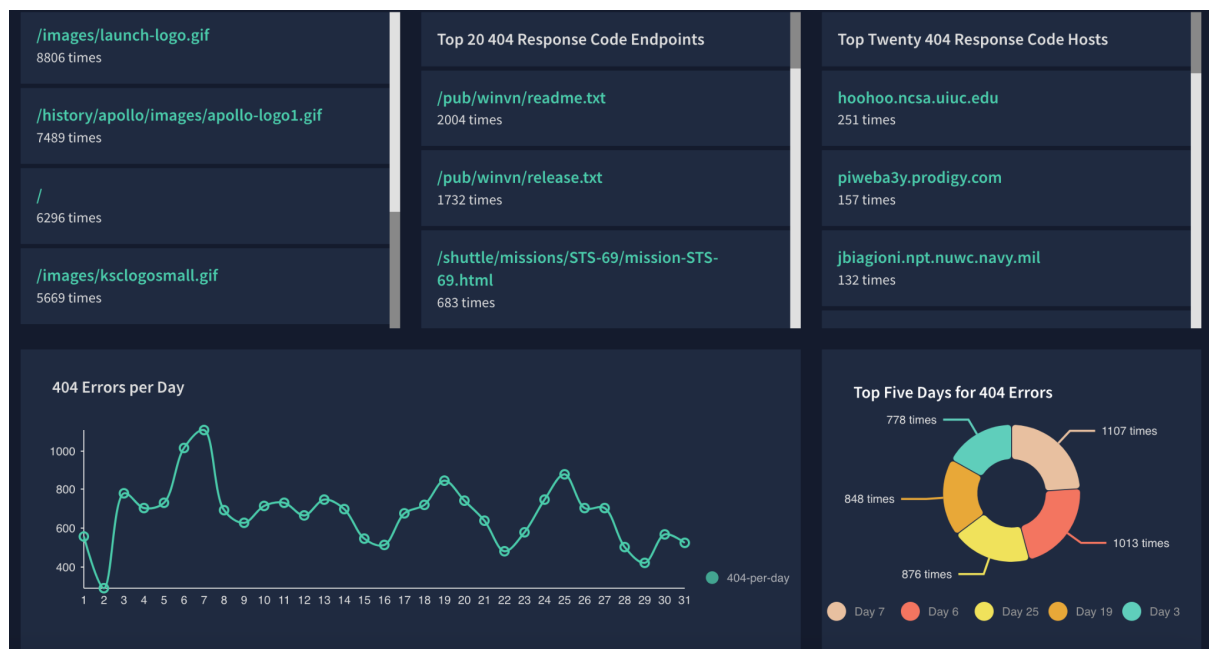 /images/launch-logo.gif
8806 times
/history/apollo/images/apollo-logo1.gif
7489 times
/
6296 times
/images/ksclogosmall.gif
5669 times
Top 20 404 Response Code Endpoints
/pub/winvn/readme.txt
2004 times
/pub/winvn/release.txt
1732 times
/shuttle/missions/STS-69/mission-STS-
69.html
683 times
Top Twenty 404 Response Code Hosts
hoohoo.ncsa.uiuc.edu
251 times
piweba3y.prodigy.com
157 times
jbiagioni.npt.nuwc.navy.mil
132 times
404 Errors per Day
1000
800
600
400
1 2 3 4 5 6 7 8 9 10 11 12 13 14 15 16 17 18 19 20 21 22 23 24 25 26 27 28 29 30 31
404-per-day
Top Five Days for 404 Errors
778 times
1107 times
848 times
1013 times
876 times
Day 7 Day 6 Day 25 Day 19 Day 3